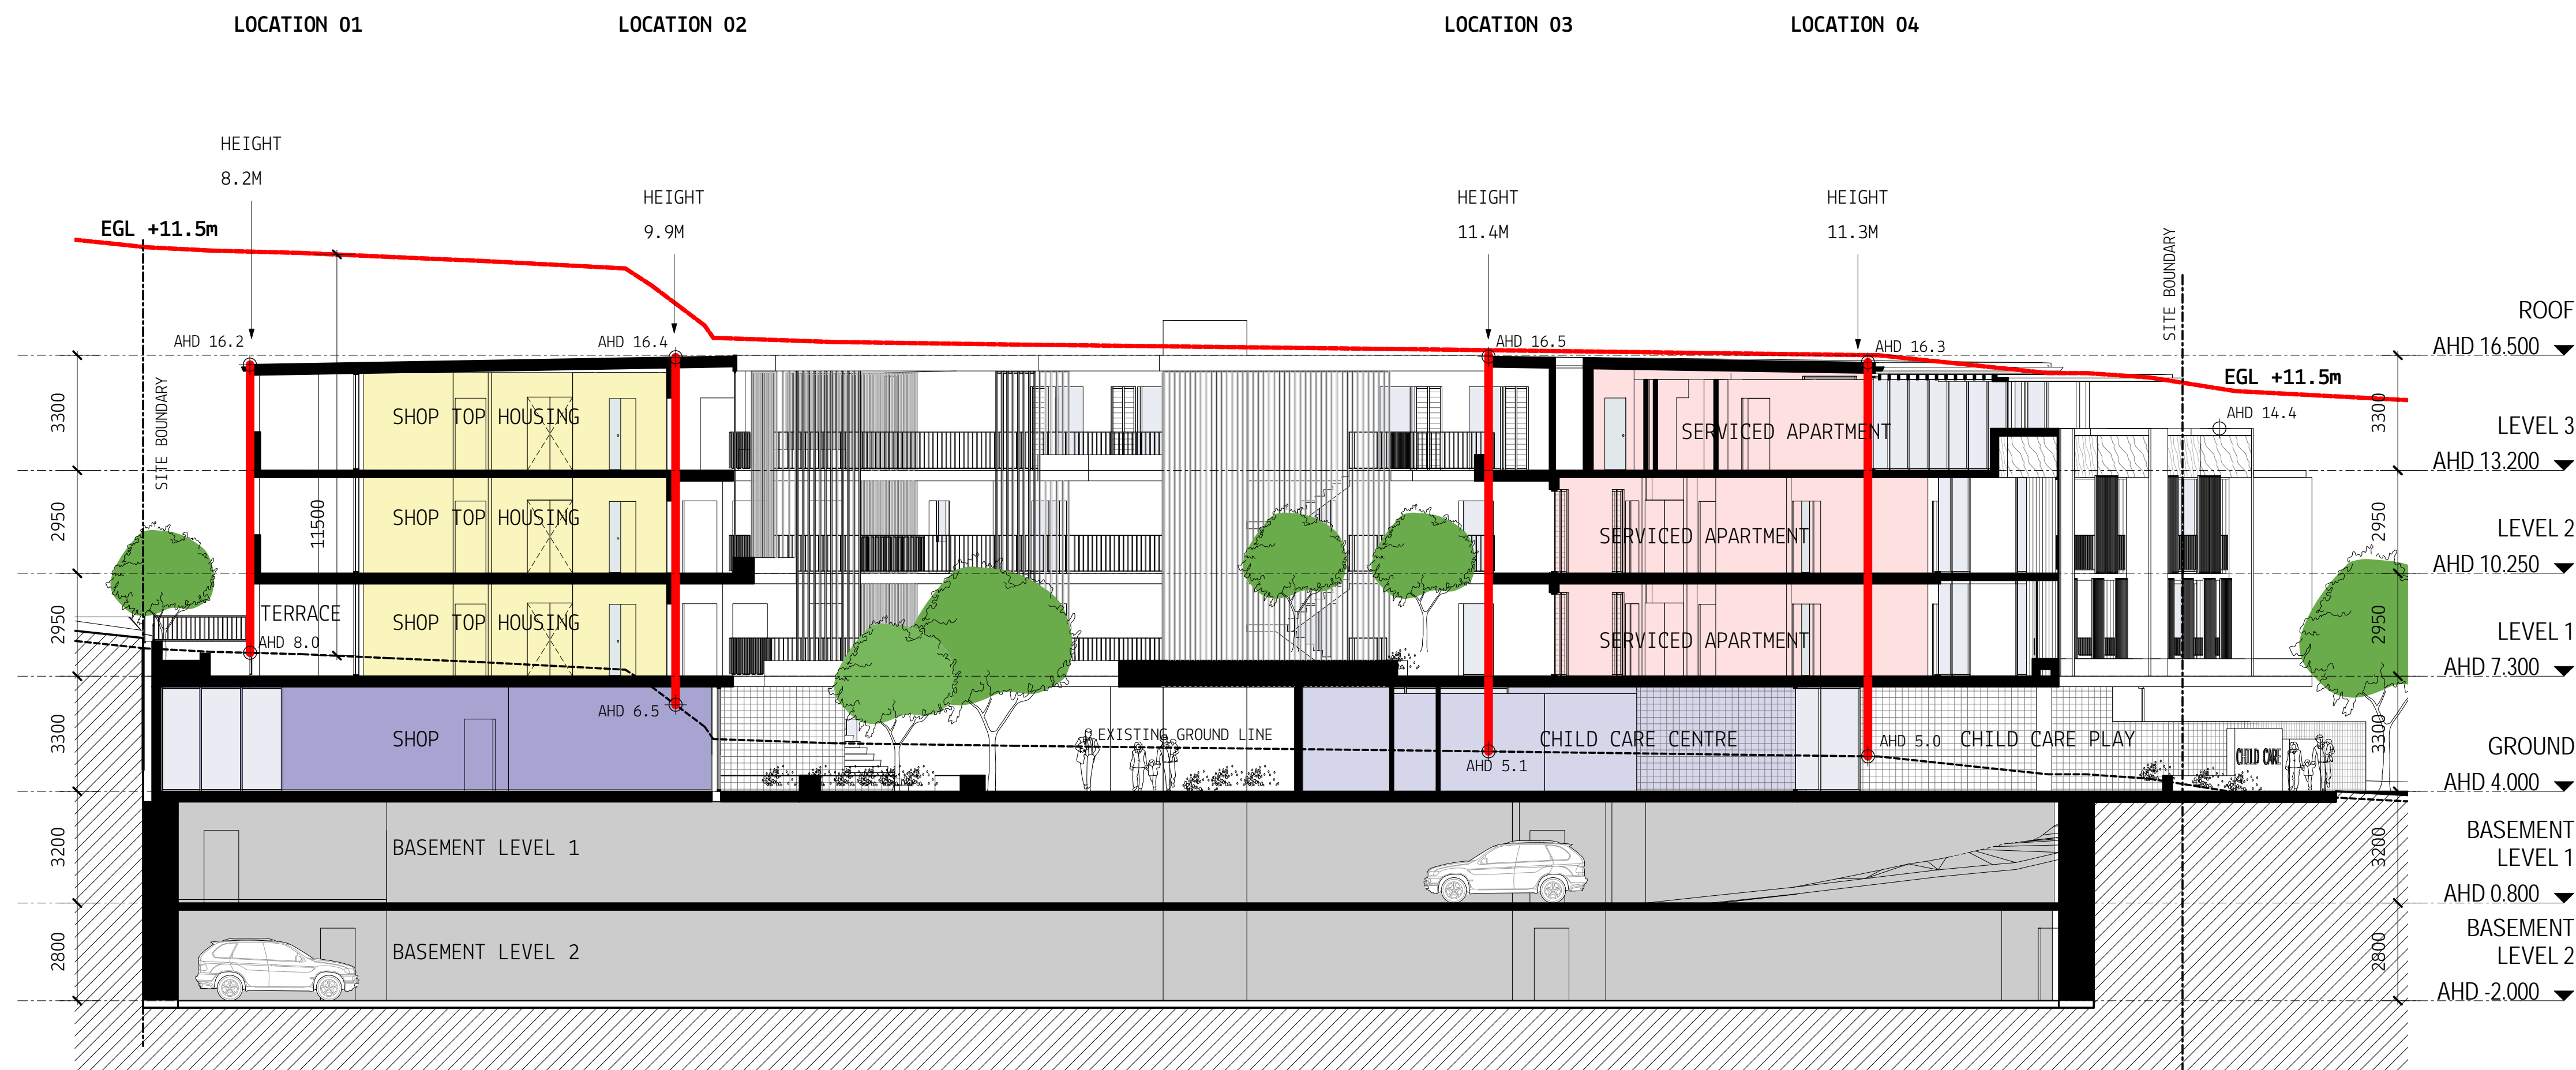 LOCATION 01
LOCATION 02
LOCATION 03
LOCATION 04
HEIGHT
8.2M
HEIGHT
9.9M
HEIGHT
11.4M
HEIGHT
11.3M
EGL +11.5m
SITE BOUNDARY
AHD 16.2
AHD 16.4
AHD 16.5
AHD 16.3
EGL +11.5m
AHD 14.4
SITE BOUNDARY
3300
2950
2950
3300
3200
2800
11500
SHOP TOP HOUSING
SHOP TOP HOUSING
SHOP TOP HOUSING
TERRACE
AHD 8.0
AHD 6.5
SHOP
SERVICED APARTMENT
SERVICED APARTMENT
SERVICED APARTMENT
EXISTING GROUND LINE
AHD 5.1
CHILD CARE CENTRE
AHD 5.0
CHILD CARE PLAY
CHILD CARE
BASEMENT LEVEL 1
BASEMENT LEVEL 2
3300
2950
2950
3300
3200
2800
ROOF
AHD 16.500
LEVEL 3
AHD 13.200
LEVEL 2
AHD 10.250
LEVEL 1
AHD 7.300
GROUND
AHD 4.000
BASEMENT
LEVEL 1
AHD 0.800
BASEMENT
LEVEL 2
AHD -2.000